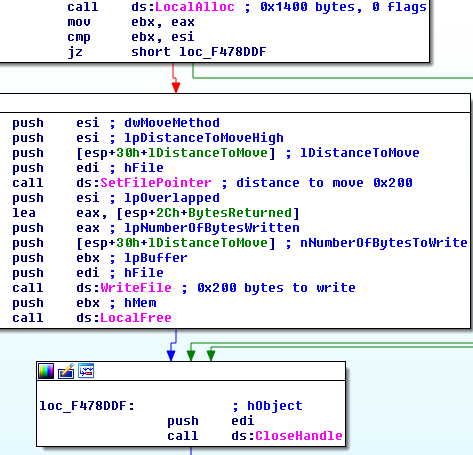 call ds:LocalAlloc ; 0x1400 bytes, 0 flags
mov ebx, eax
cmp ebx, esi
jz short loc_F478DDF
push esi ; dwMoveMethod
push esi ; lpDistanceToMoveHigh
push [esp+30h+lDistanceToMove] ; lDistanceToMove
push edi ; hFile
call ds:SetFilePointer ; distance to move 0x200
push esi ; lpOverlapped
lea eax, [esp+2Ch+BytesReturned]
push eax ; lpNumberOfBytesWritten
push [esp+30h+lDistanceToMove] ; nNumberOfBytesToWrite
push ebx ; lpBuffer
push edi ; hFile
call ds:WriteFile ; 0x200 bytes to write
push ebx ; hMem
call ds:LocalFree
loc_F478DDF: ; hObject
push edi
call ds:CloseHandle